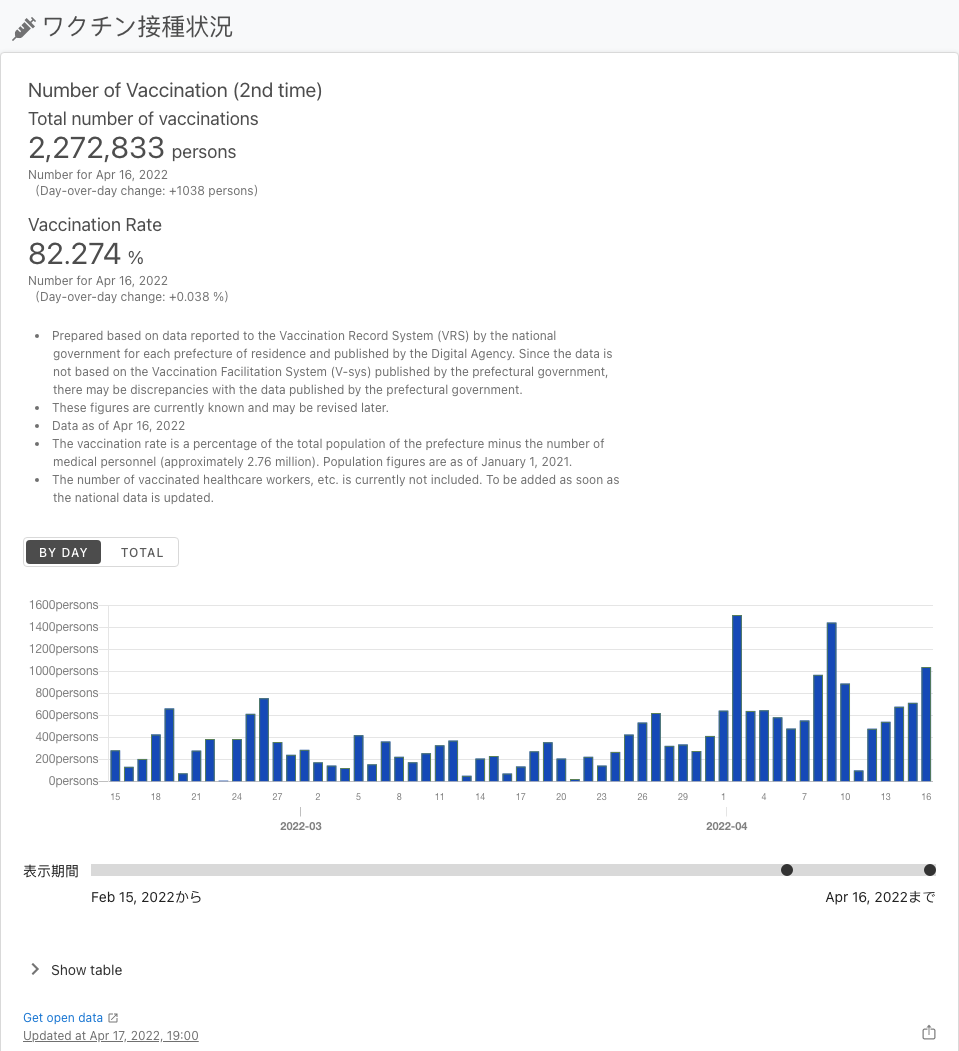 ワクチン接種状況
Number of Vaccination (2nd time)
Total number of vaccinations
2,272,833 persons
Number for Apr 16, 2022
(Day-over-day change: +1038 persons)
Vaccination Rate
82.274 %
Number for Apr 16, 2022
(Day-over-day change: +0.038 %)
• Prepared based on data reported to the Vaccination Record System (VRS) by the national
government for each prefecture of residence and published by the Digital Agency. Since the data is
not based on the Vaccination Facilitation System (V-sys) published by the prefectural government,
there may be discrepancies with the data published by the prefectural government.
• These figures are currently known and may be revised later.
• Data as of Apr 16, 2022
• The vaccination rate is a percentage of the total population of the prefecture minus the number of
medical personnel (approximately 2.76 million). Population figures are as of January 1, 2021.
• The number of vaccinated healthcare workers, etc. is currently not included. To be added as soon as
the national data is updated.
BY DAY TOTAL
1600persons
1400persons
1200persons
1000persons
800persons
600persons
400persons
200persons
0persons
15 18 21 24 27 2 5 8 11 14 17 20 23 26 29 1 4 7 10 13 16
2022-03 2022-04
表示期間
Feb 15, 2022から Apr 16, 2022まで
Show table
Get open data
Updated at Apr 17, 2022, 19:00